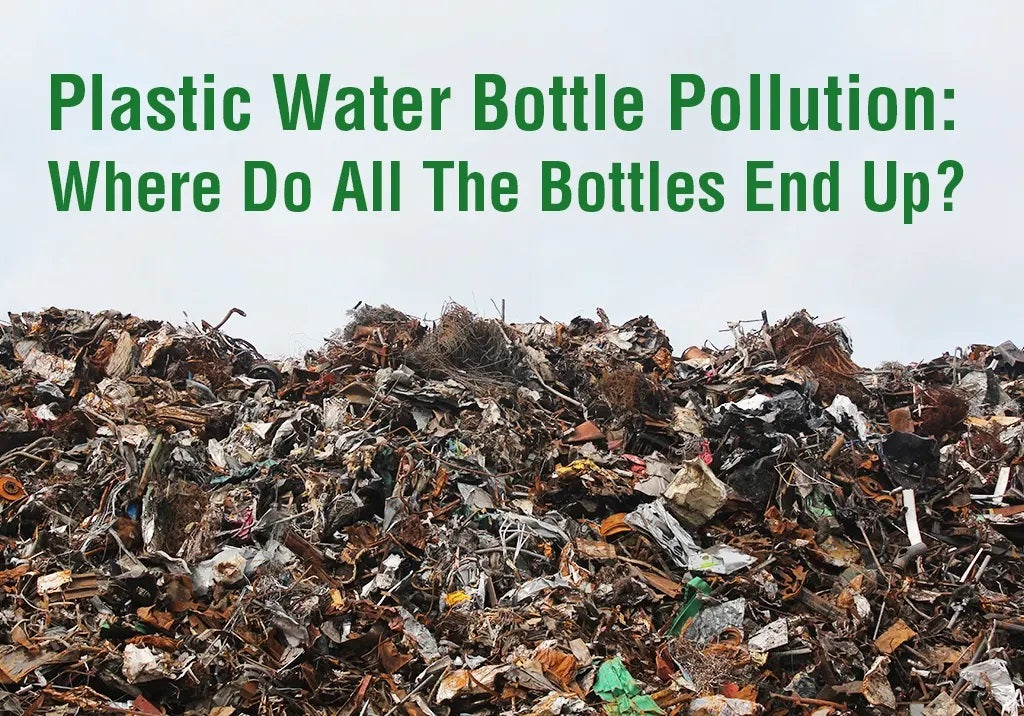 Plastic Water Bottle Pollution:
Where Do All The Bottles End Up?